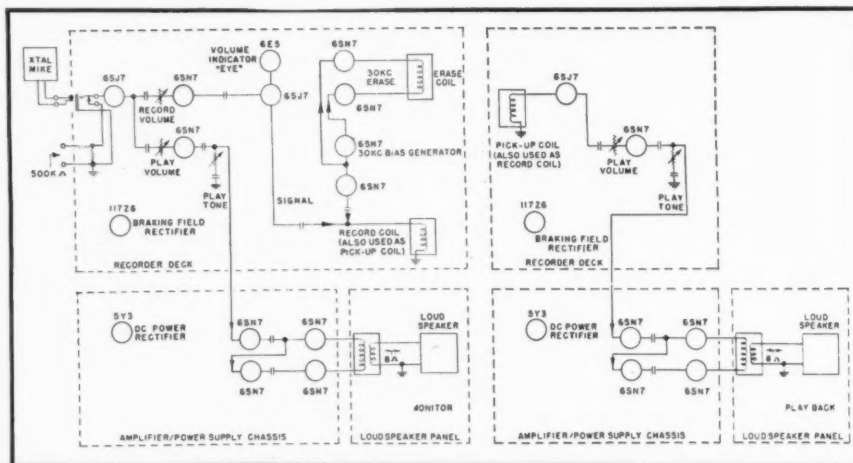 XTAL
MIKE
500K Ω
6SJ7
6SN7
RECORD
VOLUME
6SN7
PLAY
VOLUME
PLAY
TONE
VOLUME
INDICATOR
"EYE"
6E5
6SJ7
6SN7
30KC
ERASE
ERASE
COIL
6SN7
6SN7
30KC BIAS GENERATOR
6SN7
SIGNAL
RECORD COIL
(ALSO USED AS
PICK-UP COIL)
117Z6
BRAKING FIELD
RECTIFIER
RECORDER DECK
5Y3
DC POWER
RECTIFIER
6SN7
6SN7
6SN7
6SN7
AMPLIFIER/POWER SUPPLY CHASSIS
LOUD
SPEAKER
8 Ω
MONITOR
LOUDSPEAKER PANEL
6SJ7
PICK-UP COIL
(ALSO USED AS
RECORD COIL)
6SN7
PLAY
VOLUME
PLAY
TONE
117Z6
BRAKING FIELD
RECTIFIER
RECORDER DECK
5Y3
DC POWER
RECTIFIER
6SN7
6SN7
6SN7
6SN7
AMPLIFIER/POWER SUPPLY CHASSIS
LOUD
SPEAKER
8 Ω
PLAY BACK
LOUDSPEAKER PANEL